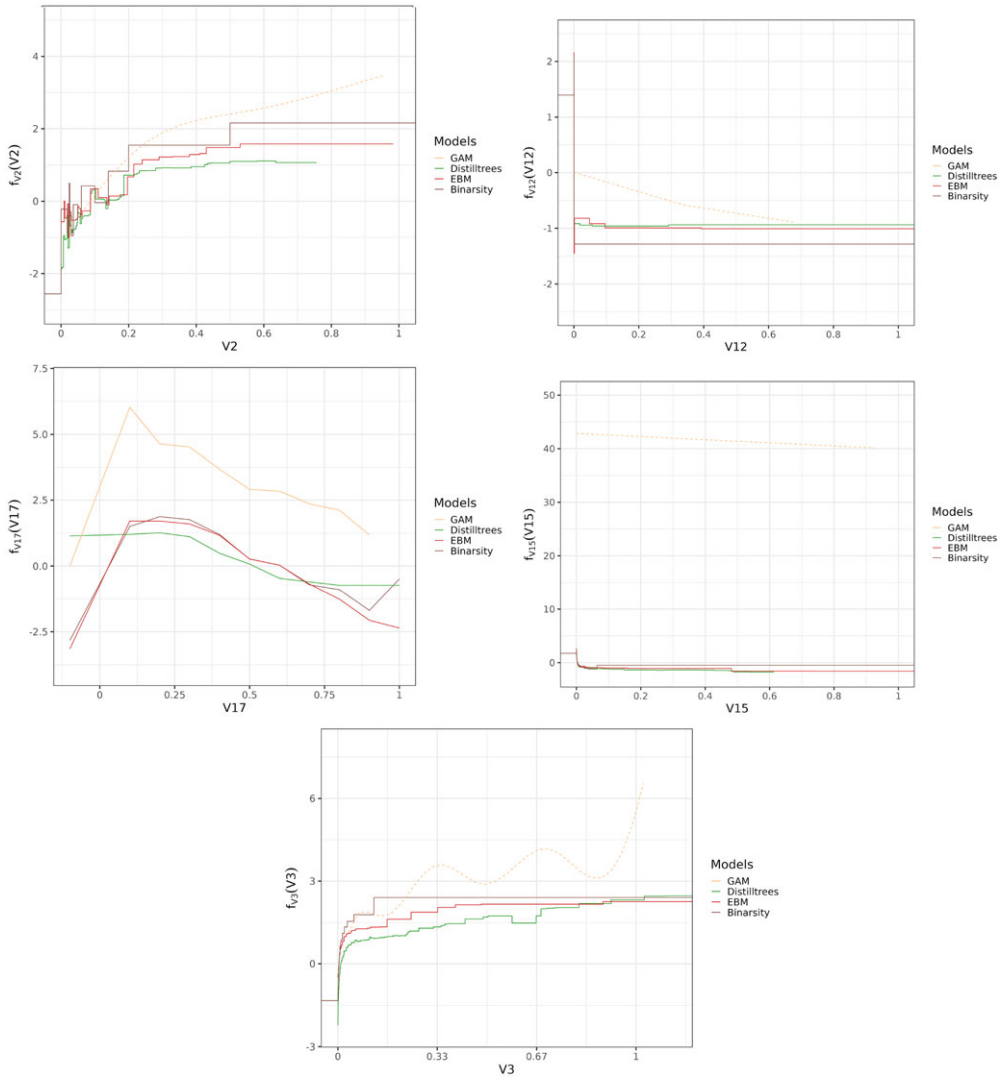 f_V2(V2)
4
2
0
-2
0
0.2
0.4
0.6
0.8
1
V2
Models
GAM
Distilltrees
EBM
Binarsity
f_V12(V12)
2
1
0
-1
-2
0
0.2
0.4
0.6
0.8
1
V12
Models
GAM
Distilltrees
EBM
Binarsity
f_V17(V17)
7.5
5.0
2.5
0.0
-2.5
0
0.25
0.5
0.75
1
V17
Models
GAM
Distilltrees
EBM
Binarsity
f_V15(V15)
50
40
30
20
10
0
0
0.2
0.4
0.6
0.8
1
V15
Models
GAM
Distilltrees
EBM
Binarsity
f_V3(V3)
6
3
0
-3
0
0.33
0.67
1
V3
Models
GAM
Distilltrees
EBM
Binarsity